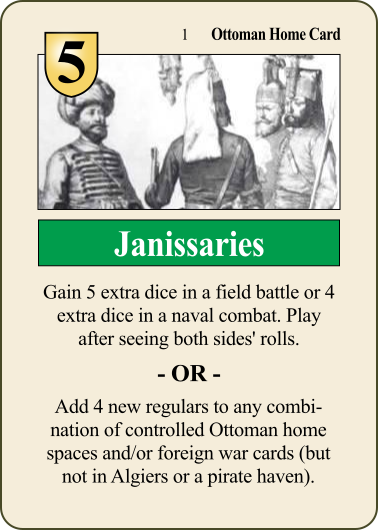 5
1 Ottoman Home Card
Janissaries
Gain 5 extra dice in a field battle or 4
extra dice in a naval combat. Play
after seeing both sides' rolls.
- OR -
Add 4 new regulars to any combi-
nation of controlled Ottoman home
spaces and/or foreign war cards (but
not in Algiers or a pirate haven).